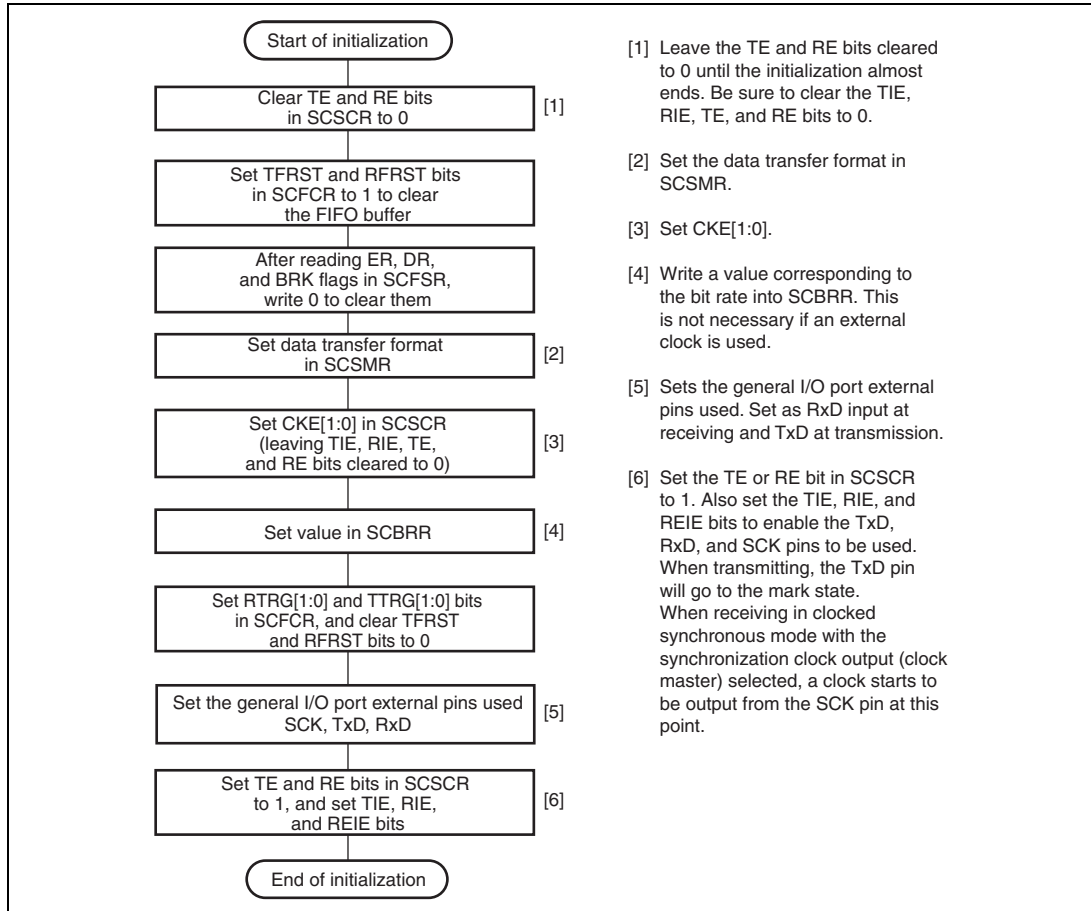 Start of initialization
Clear TE and RE bits
in SCSCR to 0
[1]
Set TFRST and RFRST bits
in SCFCR to 1 to clear
the FIFO buffer
After reading ER, DR,
and BRK flags in SCFSR,
write 0 to clear them
Set data transfer format
in SCSMR
[2]
Set CKE[1:0] in SCSCR
(leaving TIE, RIE, TE,
and RE bits cleared to 0)
[3]
Set value in SCBRR
[4]
Set RTRG[1:0] and TTRG[1:0] bits
in SCFCR, and clear TFRST
and RFRST bits to 0
Set the general I/O port external pins used
SCK, TxD, RxD
[5]
Set TE and RE bits in SCSCR
to 1, and set TIE, RIE,
and REIE bits
[6]
End of initialization
[1] Leave the TE and RE bits cleared
to 0 until the initialization almost
ends. Be sure to clear the TIE,
RIE, TE, and RE bits to 0.
[2] Set the data transfer format in
SCSMR.
[3] Set CKE[1:0].
[4] Write a value corresponding to
the bit rate into SCBRR. This
is not necessary if an external
clock is used.
[5] Sets the general I/O port external
pins used. Set as RxD input at
receiving and TxD at transmission.
[6] Set the TE or RE bit in SCSCR
to 1. Also set the TIE, RIE, and
REIE bits to enable the TxD,
RxD, and SCK pins to be used.
When transmitting, the TxD pin
will go to the mark state.
When receiving in clocked
synchronous mode with the
synchronization clock output (clock
master) selected, a clock starts to
be output from the SCK pin at this
point.